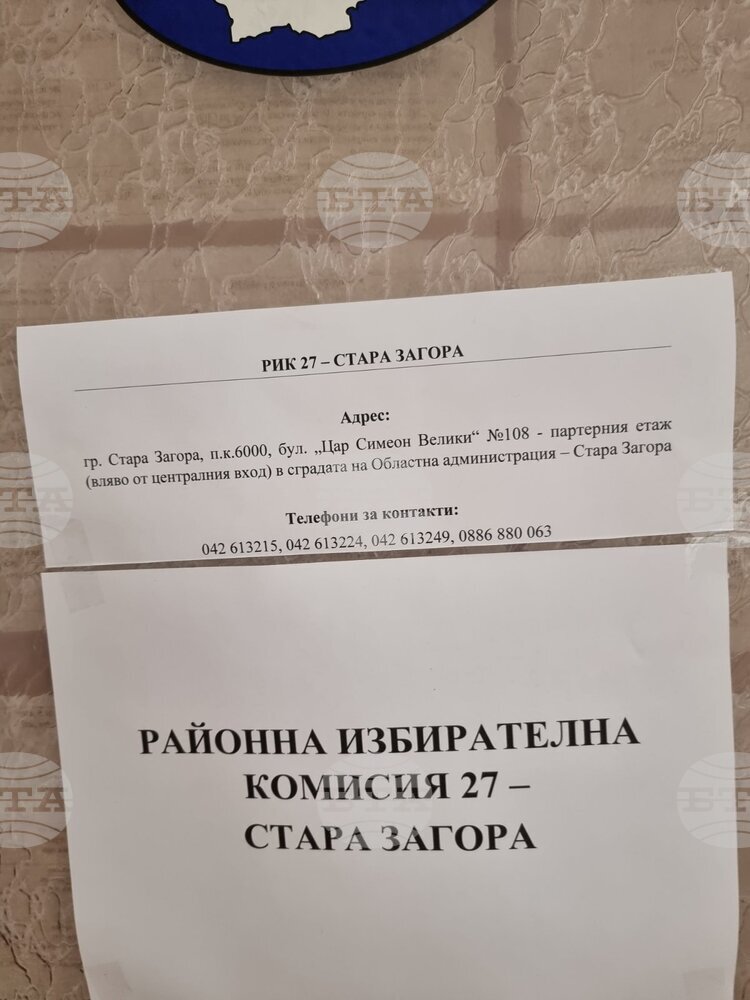 РИК 27 – СТАРА ЗАГОРА
Адрес:
гр. Стара Загора, п.к.6000, бул. „Цар Симеон Велики“ №108 - партерния етаж
(вляво от централния вход) в сградата на Областна администрация – Стара Загора
Телефони за контакти:
042 613215, 042 613224, 042 613249, 0886 880 063
РАЙОННА ИЗБИРАТЕЛНА
КОМИСИЯ 27 –
СТАРА ЗАГОРА
БТА